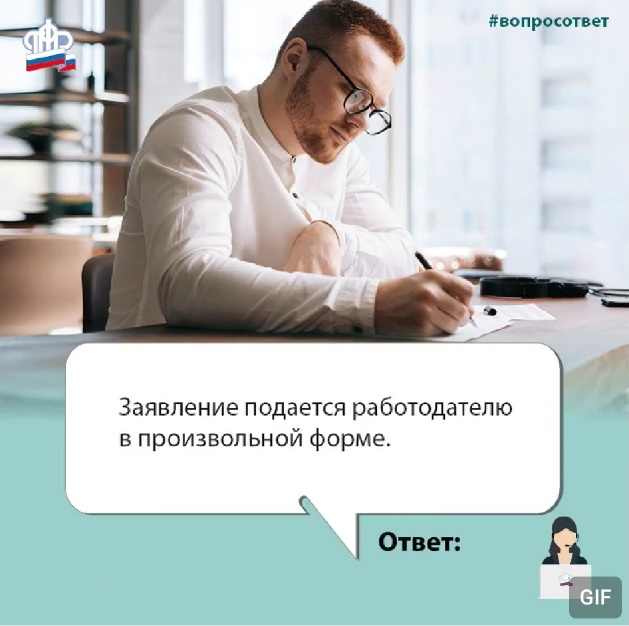 #вопросответ
Заявление подается работодателю
в произвольной форме.
Ответ:
GIF